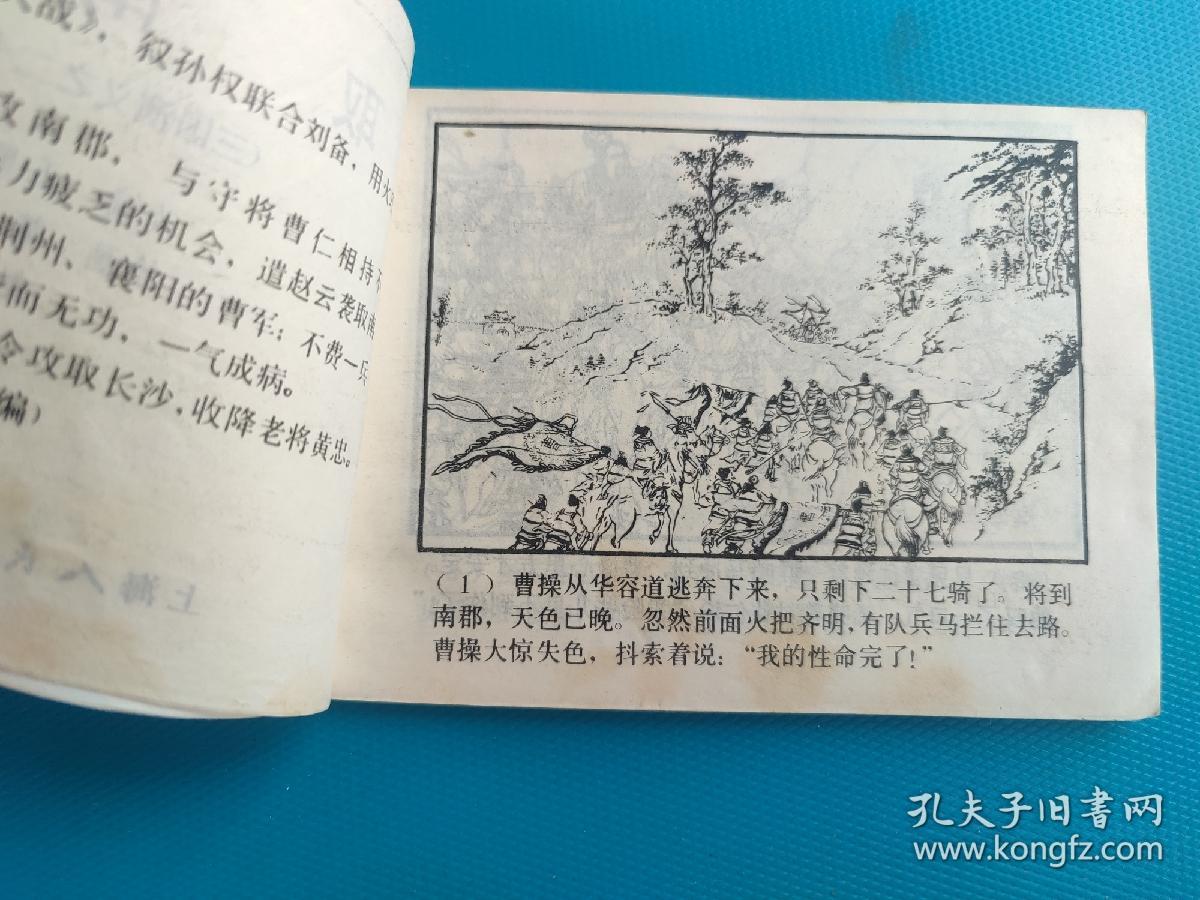 大战》，叙孙权联合刘备，用火
攻南郡，与守将曹仁相持
力疲乏的机会，遣赵云袭取南
荆州、襄阳的曹军；不费一兵
而无功，一气成病。
令攻取长沙，收降老将黄忠。
编）
上海人民
（1）曹操从华容道逃奔下来，只剩下二十七骑了。将到
南郡，天色已晚。忽然前面火把齐明，有队兵马拦住去路。
曹操大惊失色，抖索着说：“我的性命完了！”
孔夫子旧书网
www.kongfz.com